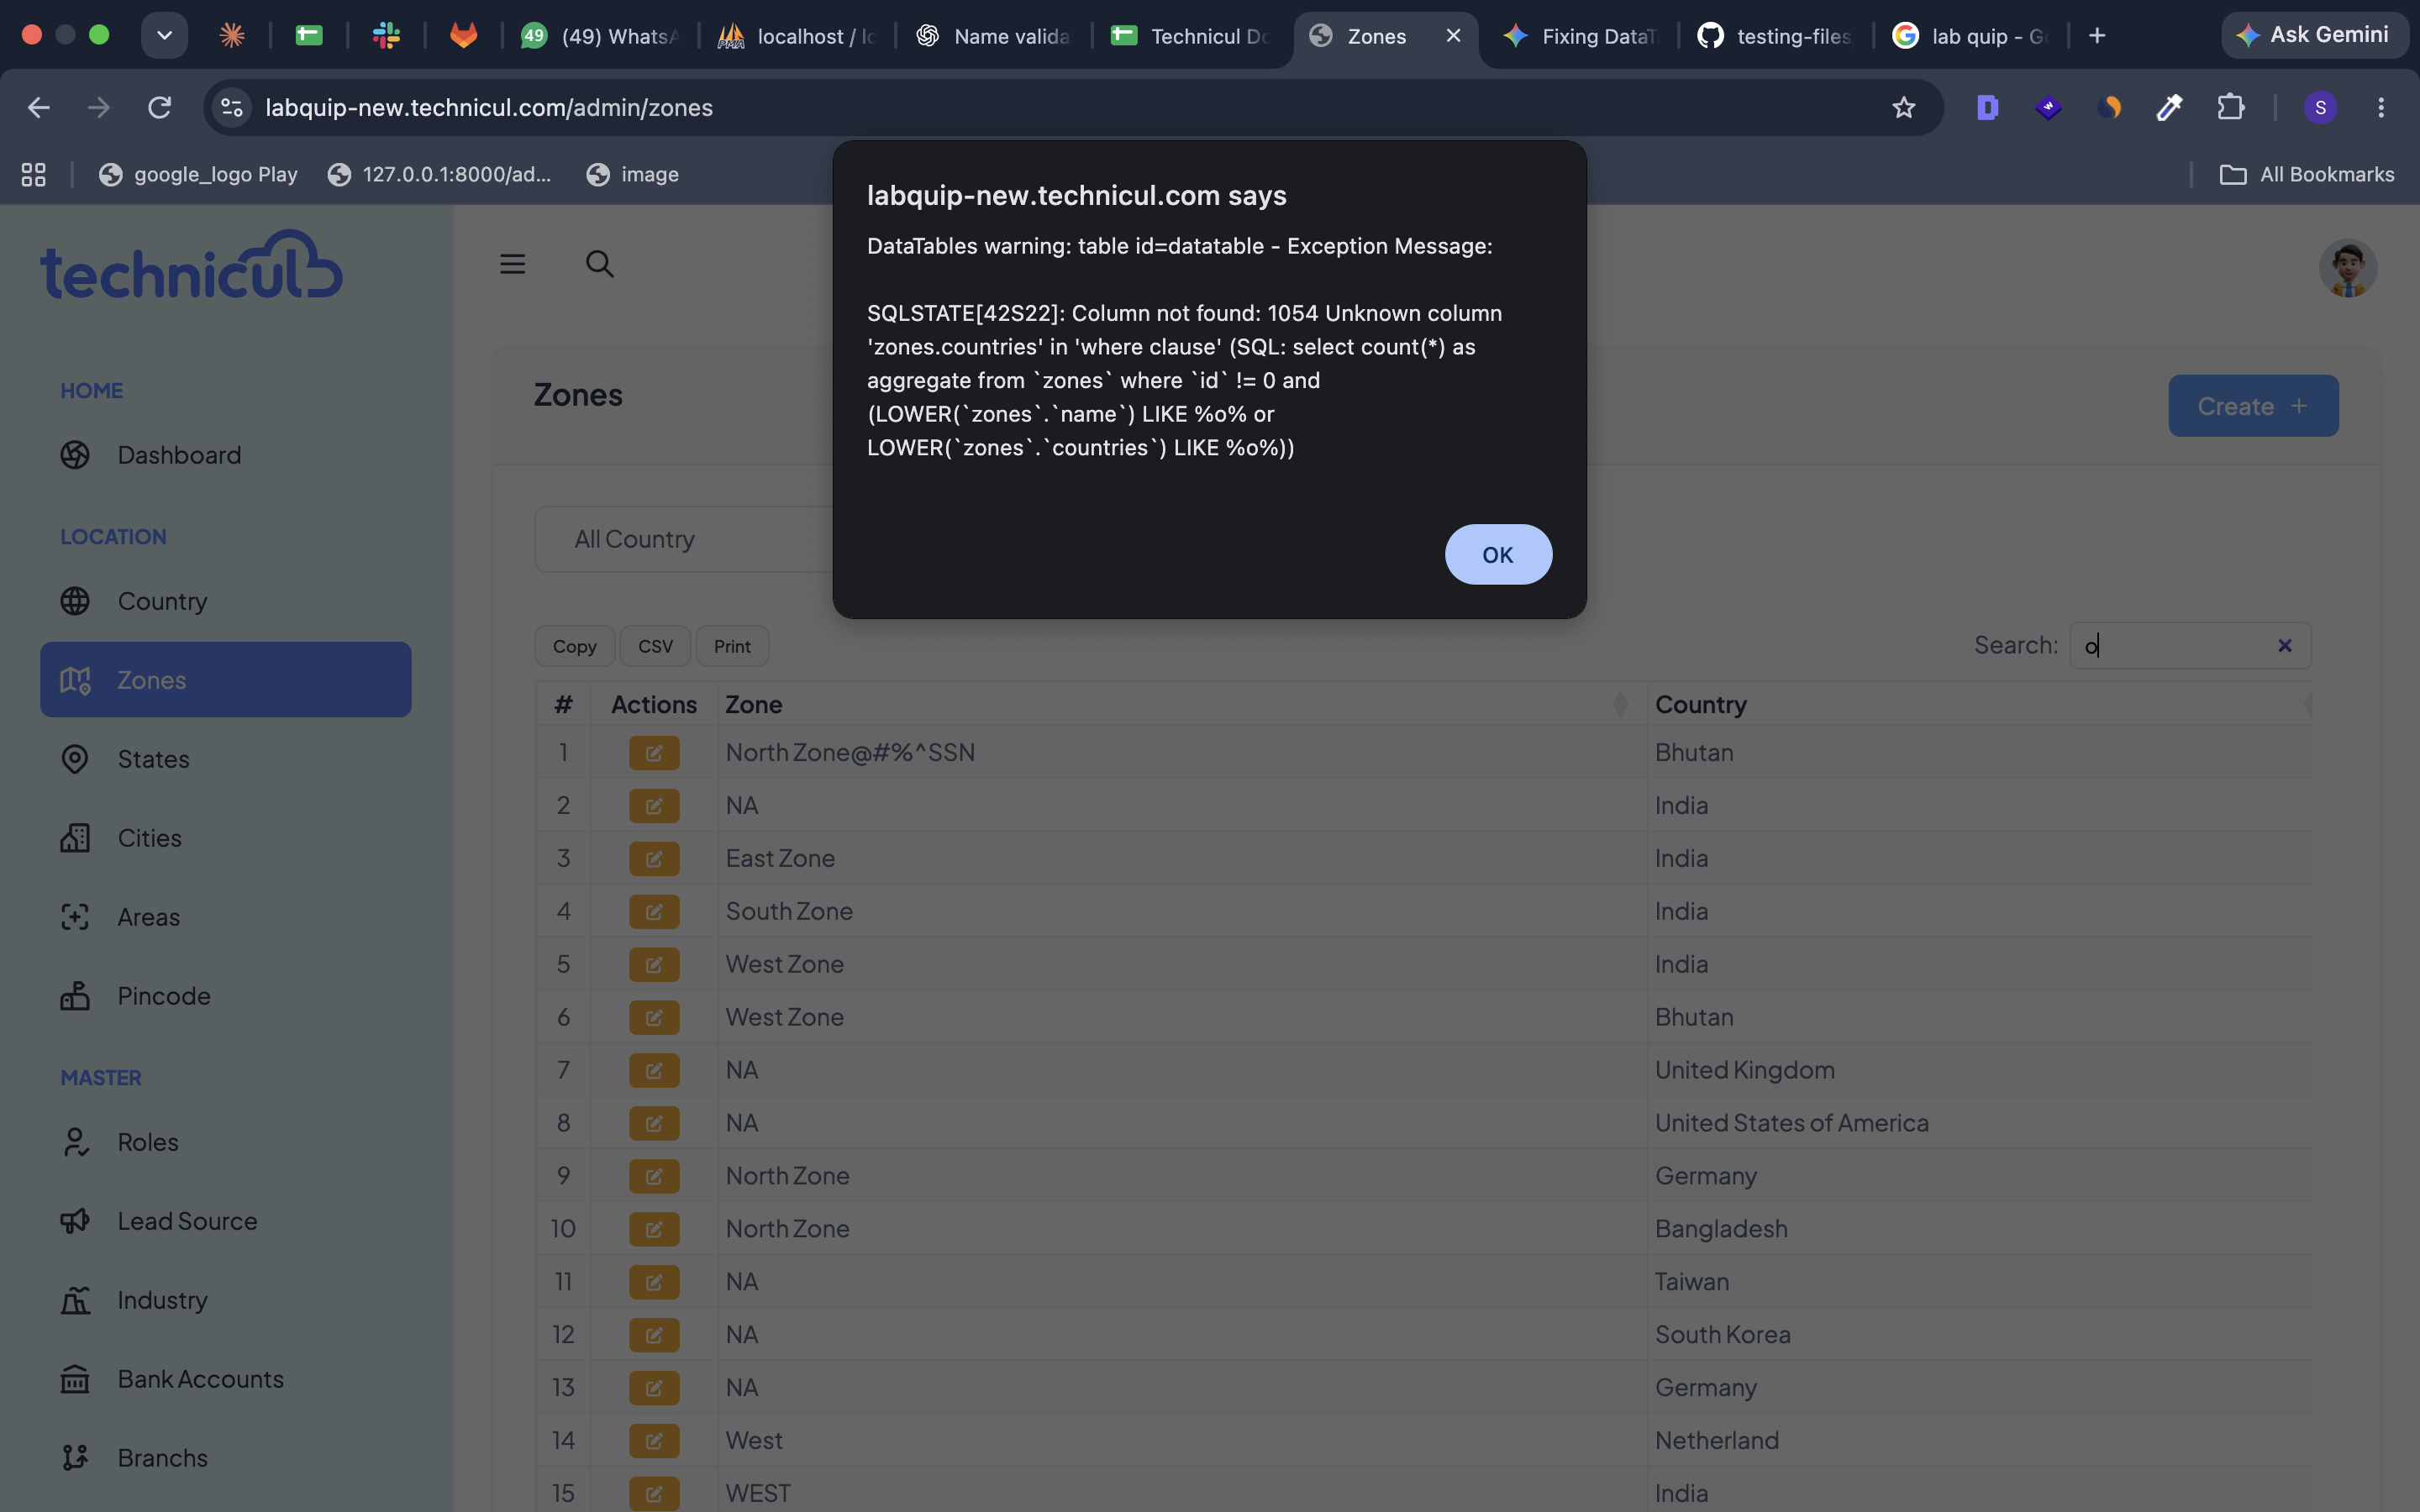 49
(49) WhatsA
localhost / lo
Name valida
Technicul Do
Zones
Fixing DataT
testing-files
lab quip - Go
Ask Gemini
labquip-new.technicul.com/admin/zones
S
google_logo Play
127.0.0.1:8000/ad...
image
All Bookmarks
labquip-new.technicul.com says
DataTables warning: table id=datatable - Exception Message:
SQLSTATE[42S22]: Column not found: 1054 Unknown column
'zones.countries' in 'where clause' (SQL: select count(*) as
aggregate from `zones` where `id` != 0 and
(LOWER(`zones`.`name`) LIKE %o% or
LOWER(`zones`.`countries`) LIKE %o%))
OK
technicul
HOME
Dashboard
LOCATION
Country
Zones
States
Cities
Areas
Pincode
MASTER
Roles
Lead Source
Industry
Bank Accounts
Branchs
Zones
Create +
All Country
Copy CSV Print
Search: o
# Actions Zone Country
1 North Zone@#%^SSN Bhutan
2 NA India
3 East Zone India
4 South Zone India
5 West Zone India
6 West Zone Bhutan
7 NA United Kingdom
8 NA United States of America
9 North Zone Germany
10 North Zone Bangladesh
11 NA Taiwan
12 NA South Korea
13 NA Germany
14 West Netherland
15 WEST India